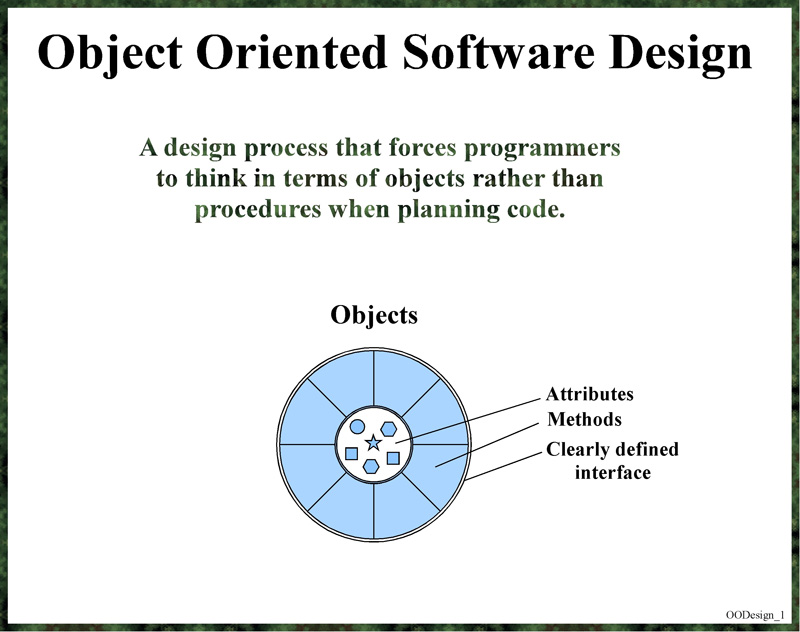 Object Oriented Software Design
A design process that forces programmers
to think in terms of objects rather than
procedures when planning code.
Objects
Attributes
Methods
Clearly defined
interface
OODesign_1